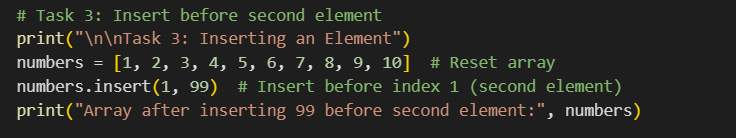 # Task 3: Insert before second element
print("\n\nTask 3: Inserting an Element")
numbers = [1, 2, 3, 4, 5, 6, 7, 8, 9, 10]  # Reset array
numbers.insert(1, 99)  # Insert before index 1 (second element)
print("Array after inserting 99 before second element:", numbers)